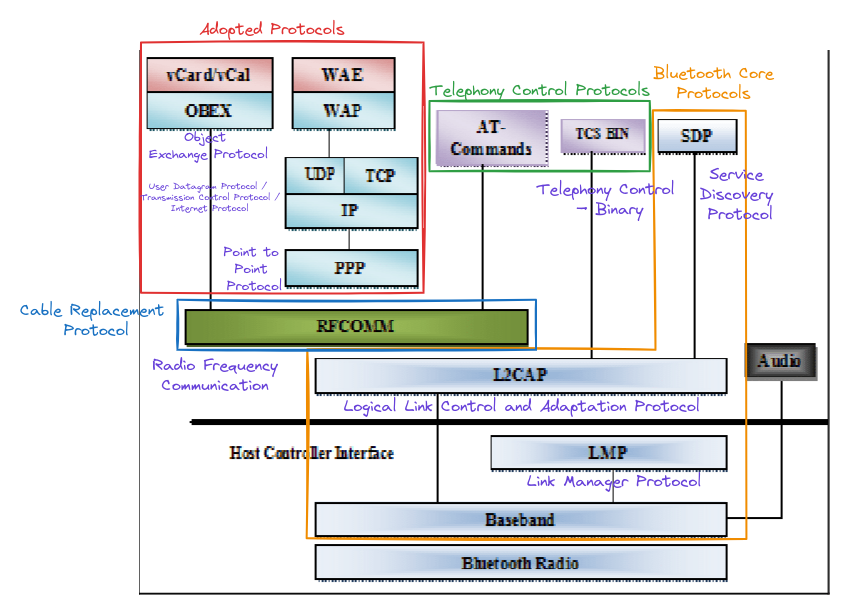 Adopted Protocols
vCard/vCal
WAE
OBEX
WAP
Object
Exchange Protocol
UDP
TCP
IP
User Datagram Protocol /
Transmission Control Protocol /
Internet Protocol
Point to
Point
Protocol
PPP
Telephony Control Protocols
AT-
Commands
TCS BIN
Telephony Control
- Binary
Bluetooth Core
Protocols
SDP
Service
Discovery
Protocol
Cable Replacement
Protocol
RFCOMM
Radio Frequency
Communication
L2CAP
Audio
Logical Link Control and Adaptation Protocol
Host Controller Interface
LMP
Link Manager Protocol
Baseband
Bluetooth Radio